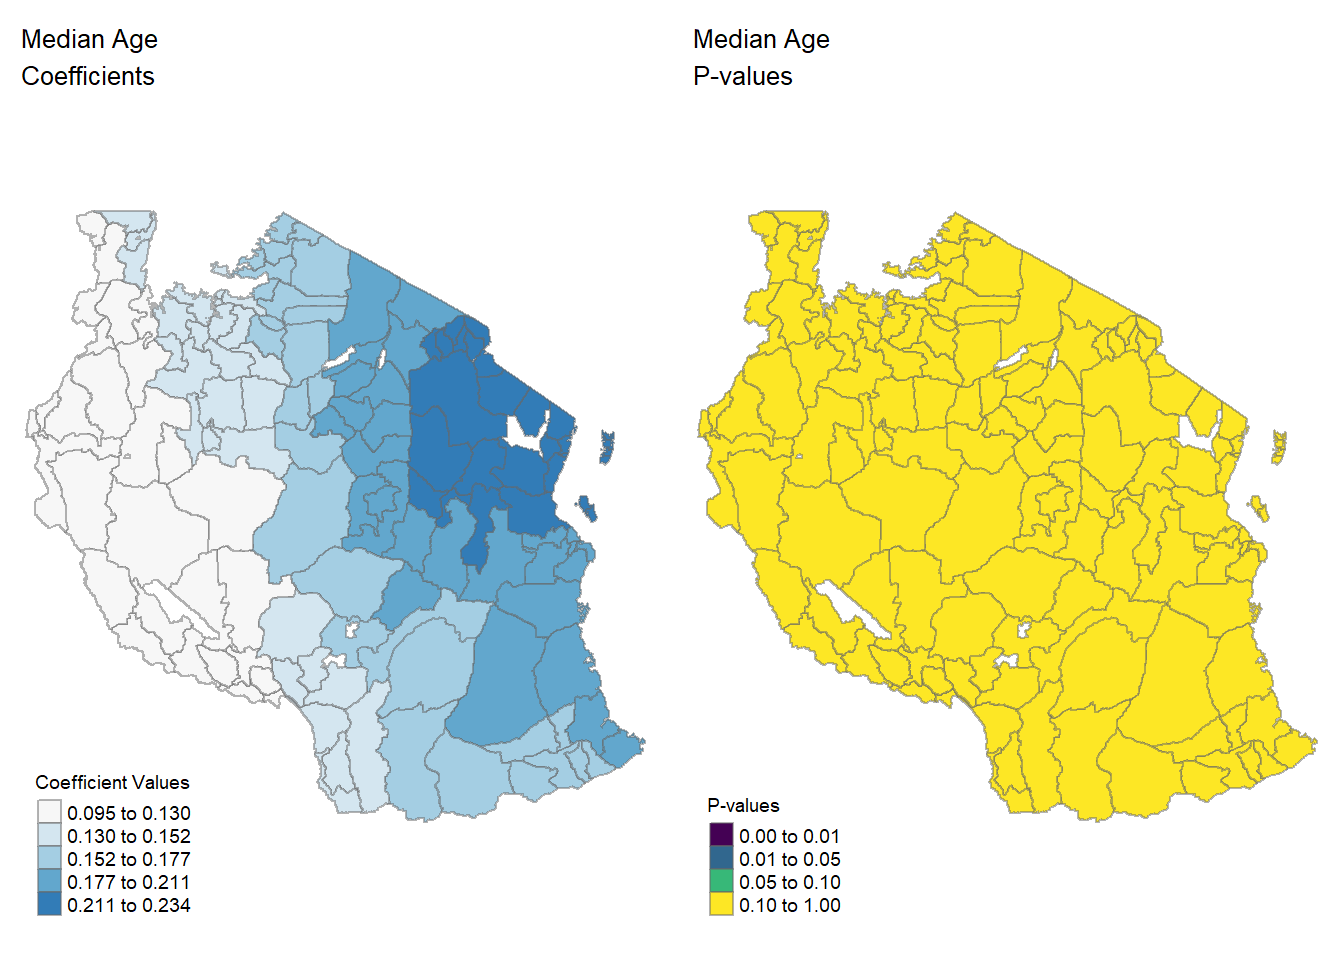 Median Age
Coefficients
Coefficient Values
0.095 to 0.130
0.130 to 0.152
0.152 to 0.177
0.177 to 0.211
0.211 to 0.234
Median Age
P-values
P-values
0.00 to 0.01
0.01 to 0.05
0.05 to 0.10
0.10 to 1.00